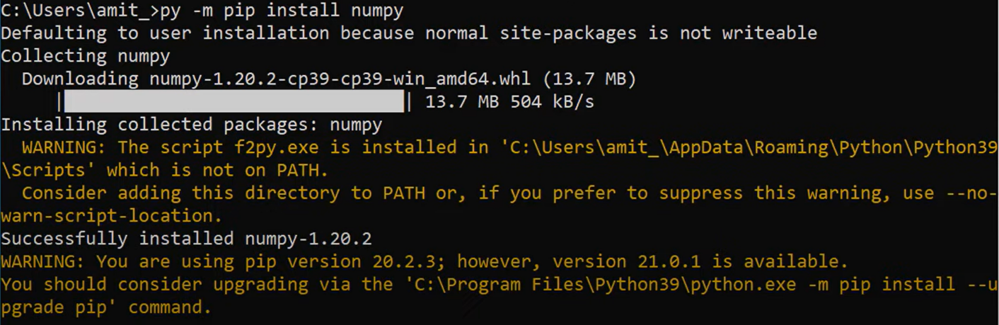 C:\Users\amit_>py -m pip install numpy
Defaulting to user installation because normal site-packages is not writeable
Collecting numpy
  Downloading numpy-1.20.2-cp39-cp39-win_amd64.whl (13.7 MB)
     |████████████████████████████████| 13.7 MB 504 kB/s
Installing collected packages: numpy
  WARNING: The script f2py.exe is installed in 'C:\Users\amit_\AppData\Roaming\Python\Python39
\Scripts' which is not on PATH.
  Consider adding this directory to PATH or, if you prefer to suppress this warning, use --no-
warn-script-location.
Successfully installed numpy-1.20.2
WARNING: You are using pip version 20.2.3; however, version 21.0.1 is available.
You should consider upgrading via the 'C:\Program Files\Python39\python.exe -m pip install --u
pgrade pip' command.